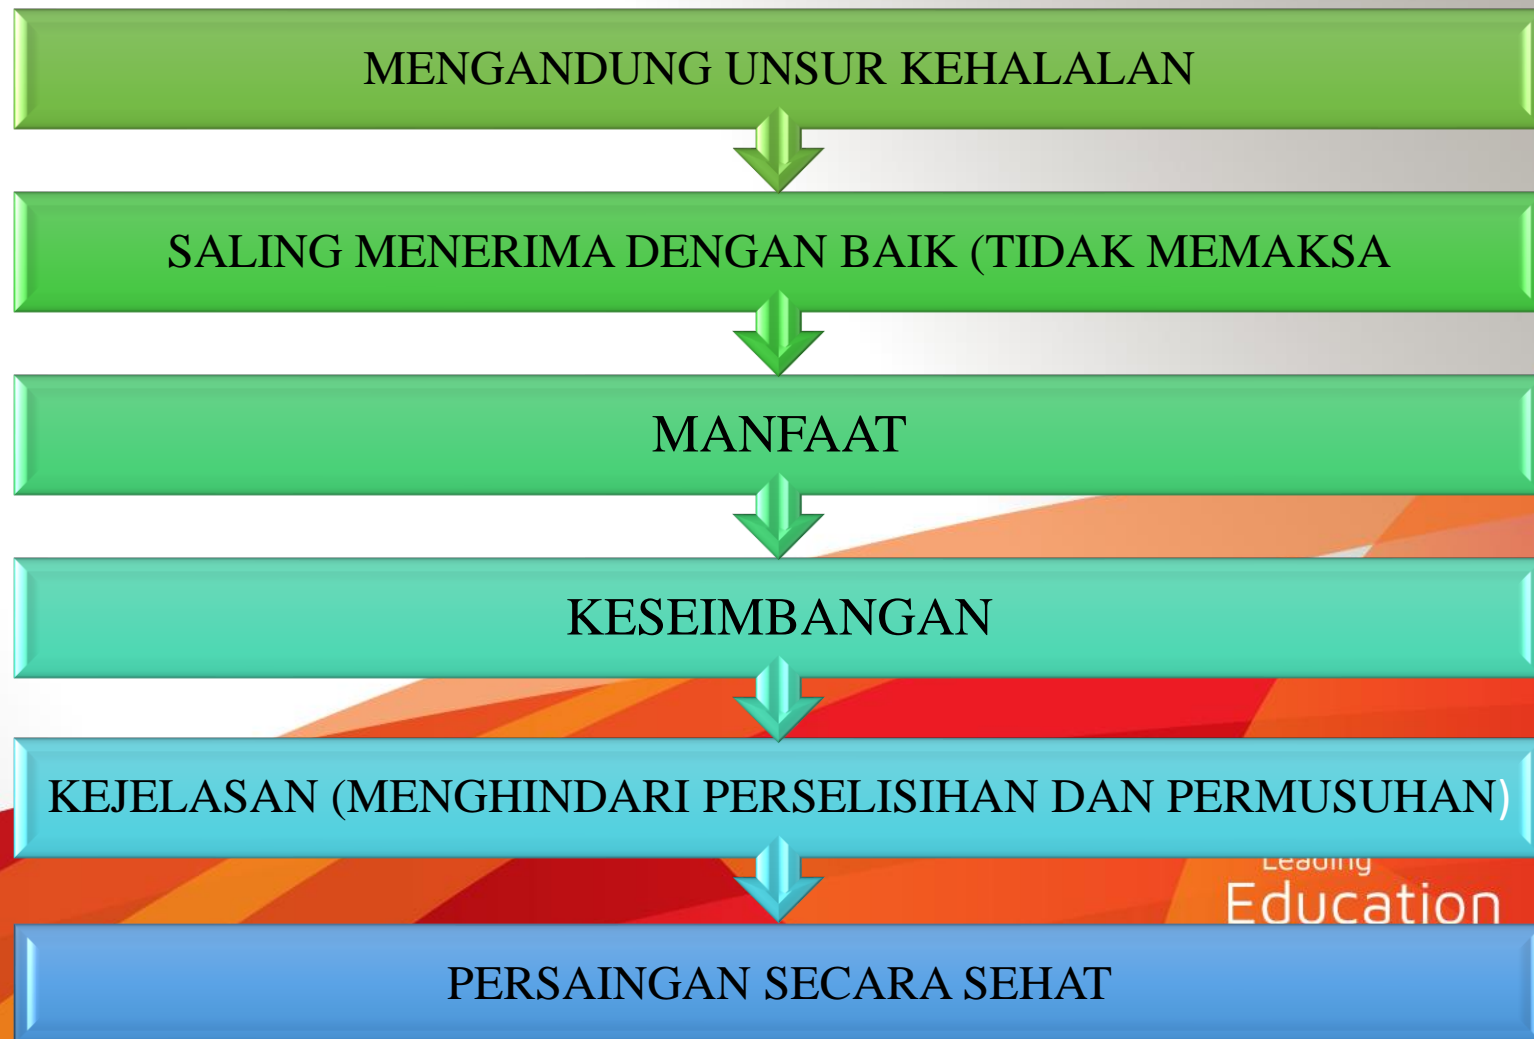 MENGANDUNG UNSUR KEHALALAN
SALING MENERIMA DENGAN BAIK (TIDAK MEMAKSA
MANFAAT
KESEIMBANGAN
KEJELASAN (MENGHINDARI PERSELISIHAN DAN PERMUSUHAN)
Leading
Education
PERSAINGAN SECARA SEHAT